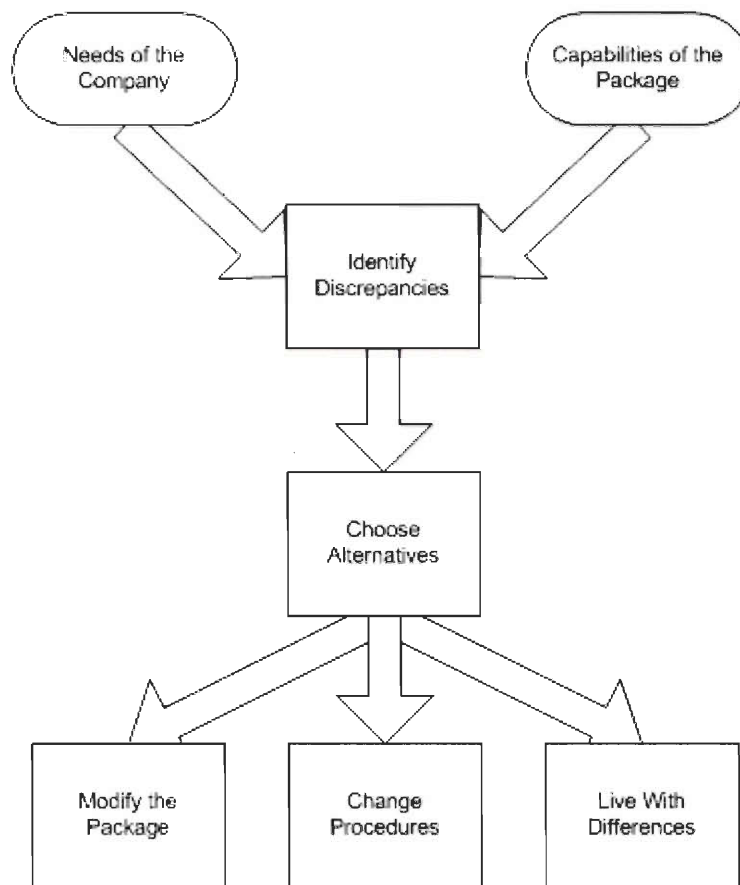 Needs of the
Company
Capabilities of the
Package
Identify
Discrepancies
Choose
Alternatives
Modify the
Package
Change
Procedures
Live With
Differences